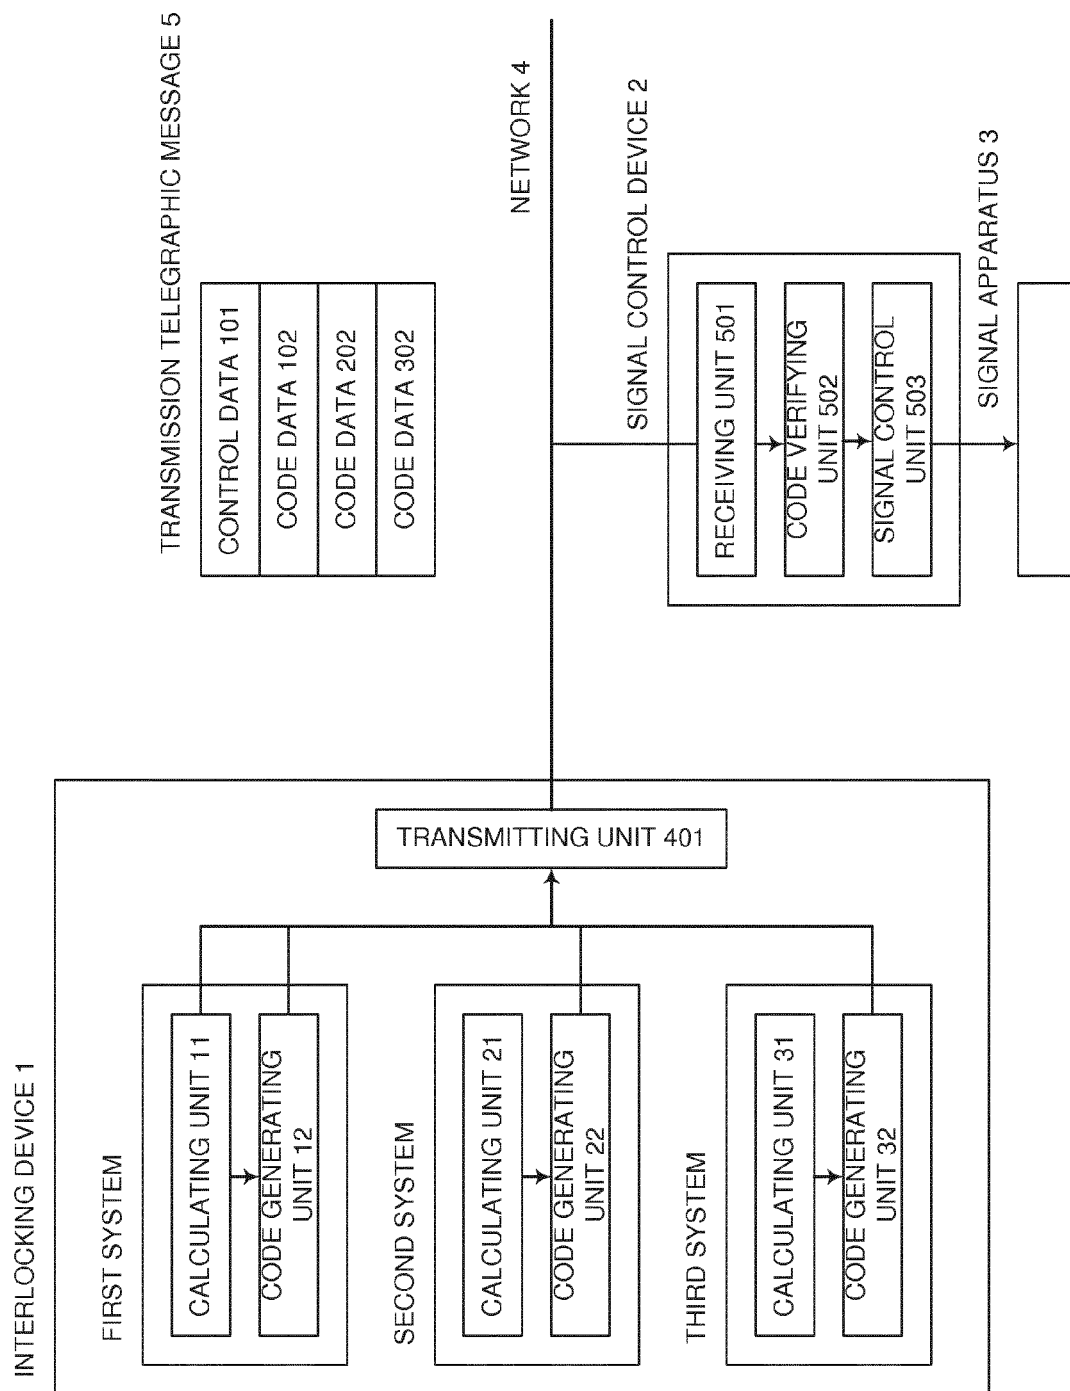 INTERLOCKING DEVICE 1
FIRST SYSTEM
CALCULATING UNIT 11
CODE GENERATING
UNIT 12
SECOND SYSTEM
CALCULATING UNIT 21
CODE GENERATING
UNIT 22
THIRD SYSTEM
CALCULATING UNIT 31
CODE GENERATING
UNIT 32
TRANSMITTING UNIT 401
TRANSMISSION TELEGRAPHIC MESSAGE 5
CONTROL DATA 101
CODE DATA 102
CODE DATA 202
CODE DATA 302
NETWORK 4
SIGNAL CONTROL DEVICE 2
RECEIVING UNIT 501
CODE VERIFYING
UNIT 502
SIGNAL CONTROL
UNIT 503
SIGNAL APPARATUS 3